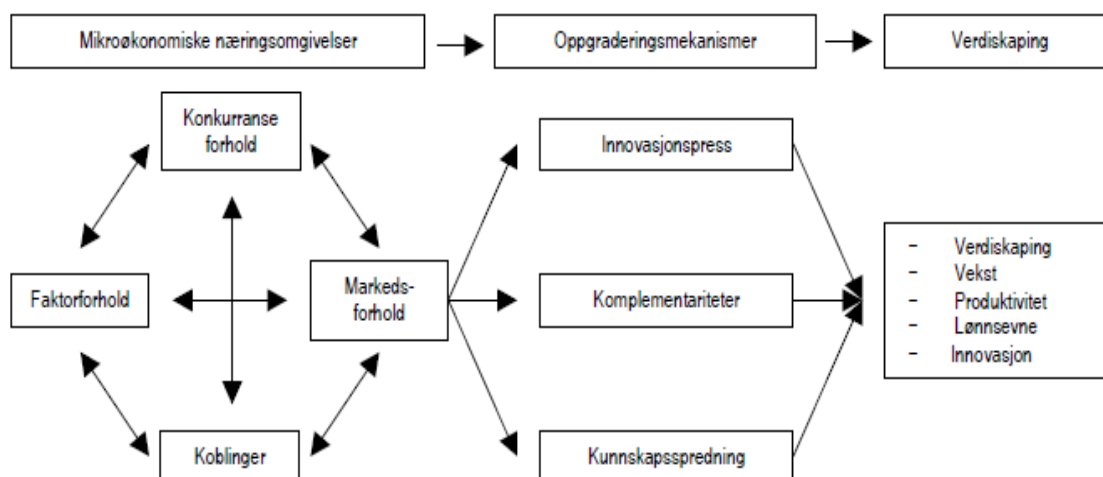 Mikroøkonomiske næringsomgivelser
Oppgraderingsmekanismer
Verdiskaping
Konkurranse
forhold
Innovasjonspress
Faktorforhold
Markeds-
forhold
Komplementariteter
- Verdiskaping
- Vekst
- Produktivitet
- Lønnsevne
- Innovasjon
Koblinger
Kunnskapsspredning